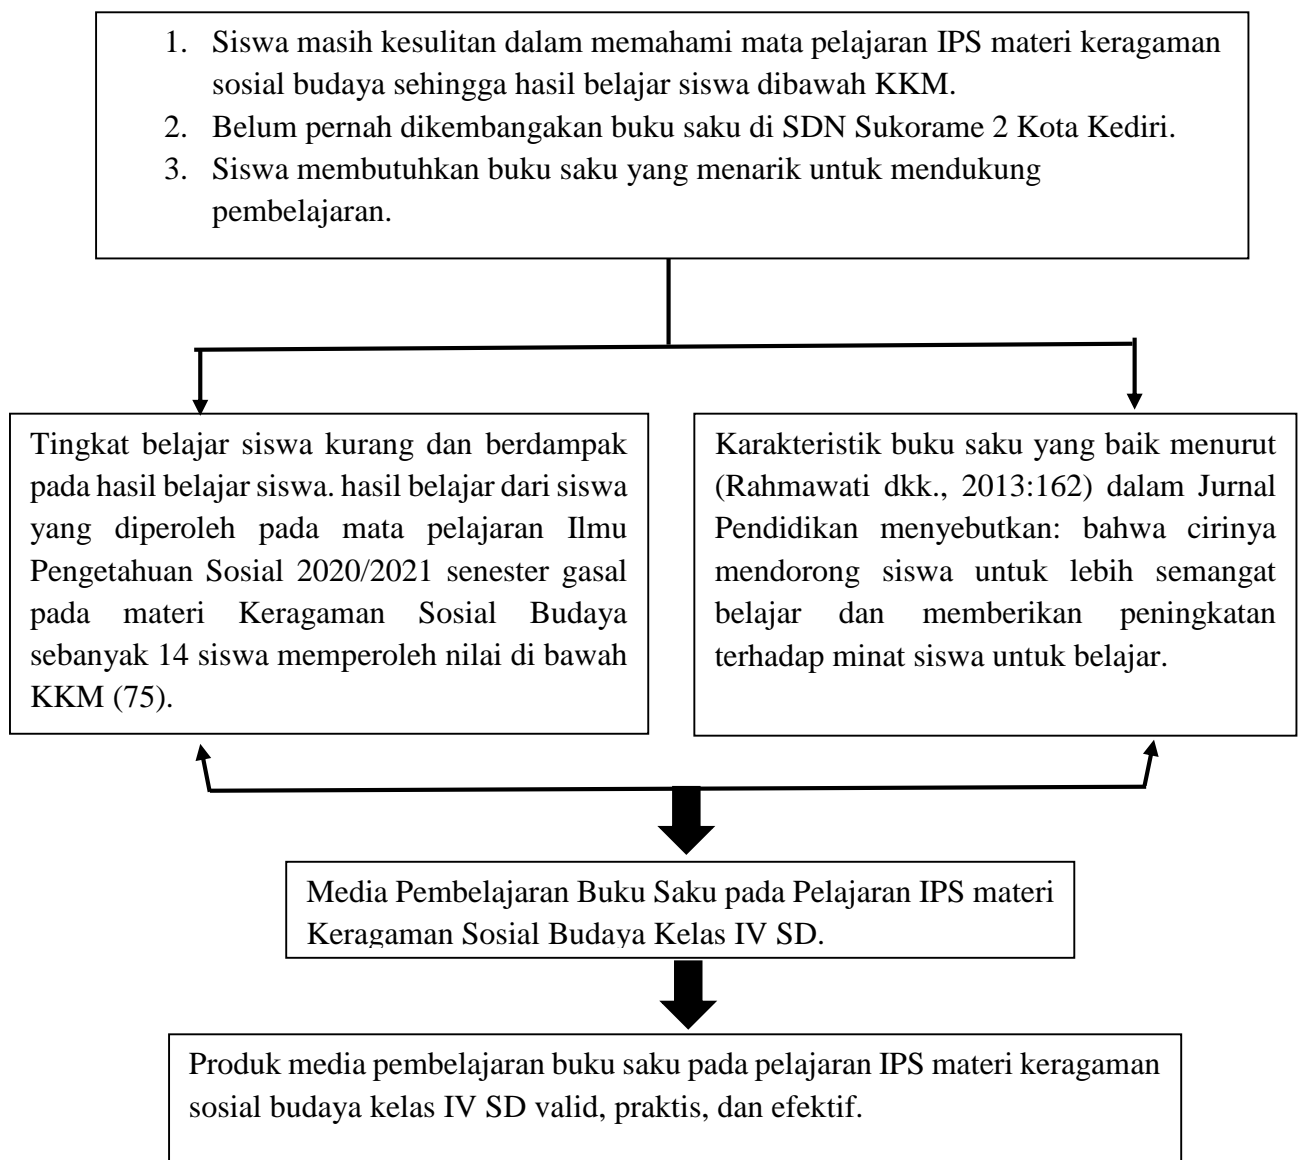 1. Siswa masih kesulitan dalam memahami mata pelajaran IPS materi keragaman
sosial budaya sehingga hasil belajar siswa dibawah KKM.
2. Belum pernah dikembangakan buku saku di SDN Sukorame 2 Kota Kediri.
3. Siswa membutuhkan buku saku yang menarik untuk mendukung
pembelajaran.
Tingkat belajar siswa kurang dan berdampak
pada hasil belajar siswa. hasil belajar dari siswa
yang diperoleh pada mata pelajaran Ilmu
Pengetahuan Sosial 2020/2021 senester gasal
pada materi Keragaman Sosial Budaya
sebanyak 14 siswa memperoleh nilai di bawah
KKM (75).
Karakteristik buku saku yang baik menurut
(Rahmawati dkk., 2013:162) dalam Jurnal
Pendidikan menyebutkan: bahwa cirinya
mendorong siswa untuk lebih semangat
belajar dan memberikan peningkatan
terhadap minat siswa untuk belajar.
Media Pembelajaran Buku Saku pada Pelajaran IPS materi
Keragaman Sosial Budaya Kelas IV SD.
Produk media pembelajaran buku saku pada pelajaran IPS materi keragaman
sosial budaya kelas IV SD valid, praktis, dan efektif.